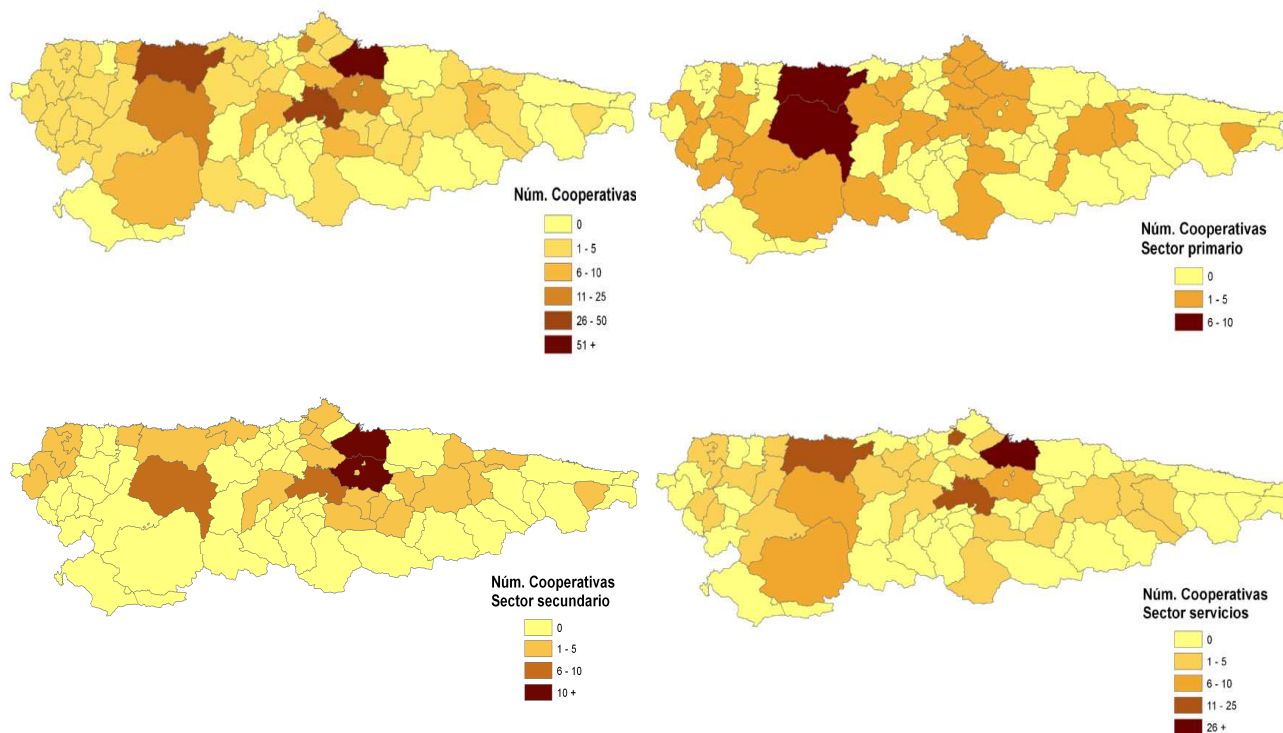 Núm. Cooperativas
0
1 - 5
6 - 10
11 - 25
26 - 50
51 +
Núm. Cooperativas
Sector primario
0
1 - 5
6 - 10
Núm. Cooperativas
Sector secundario
0
1 - 5
6 - 10
10 +
Núm. Cooperativas
Sector servicios
0
1 - 5
6 - 10
11 - 25
26 +